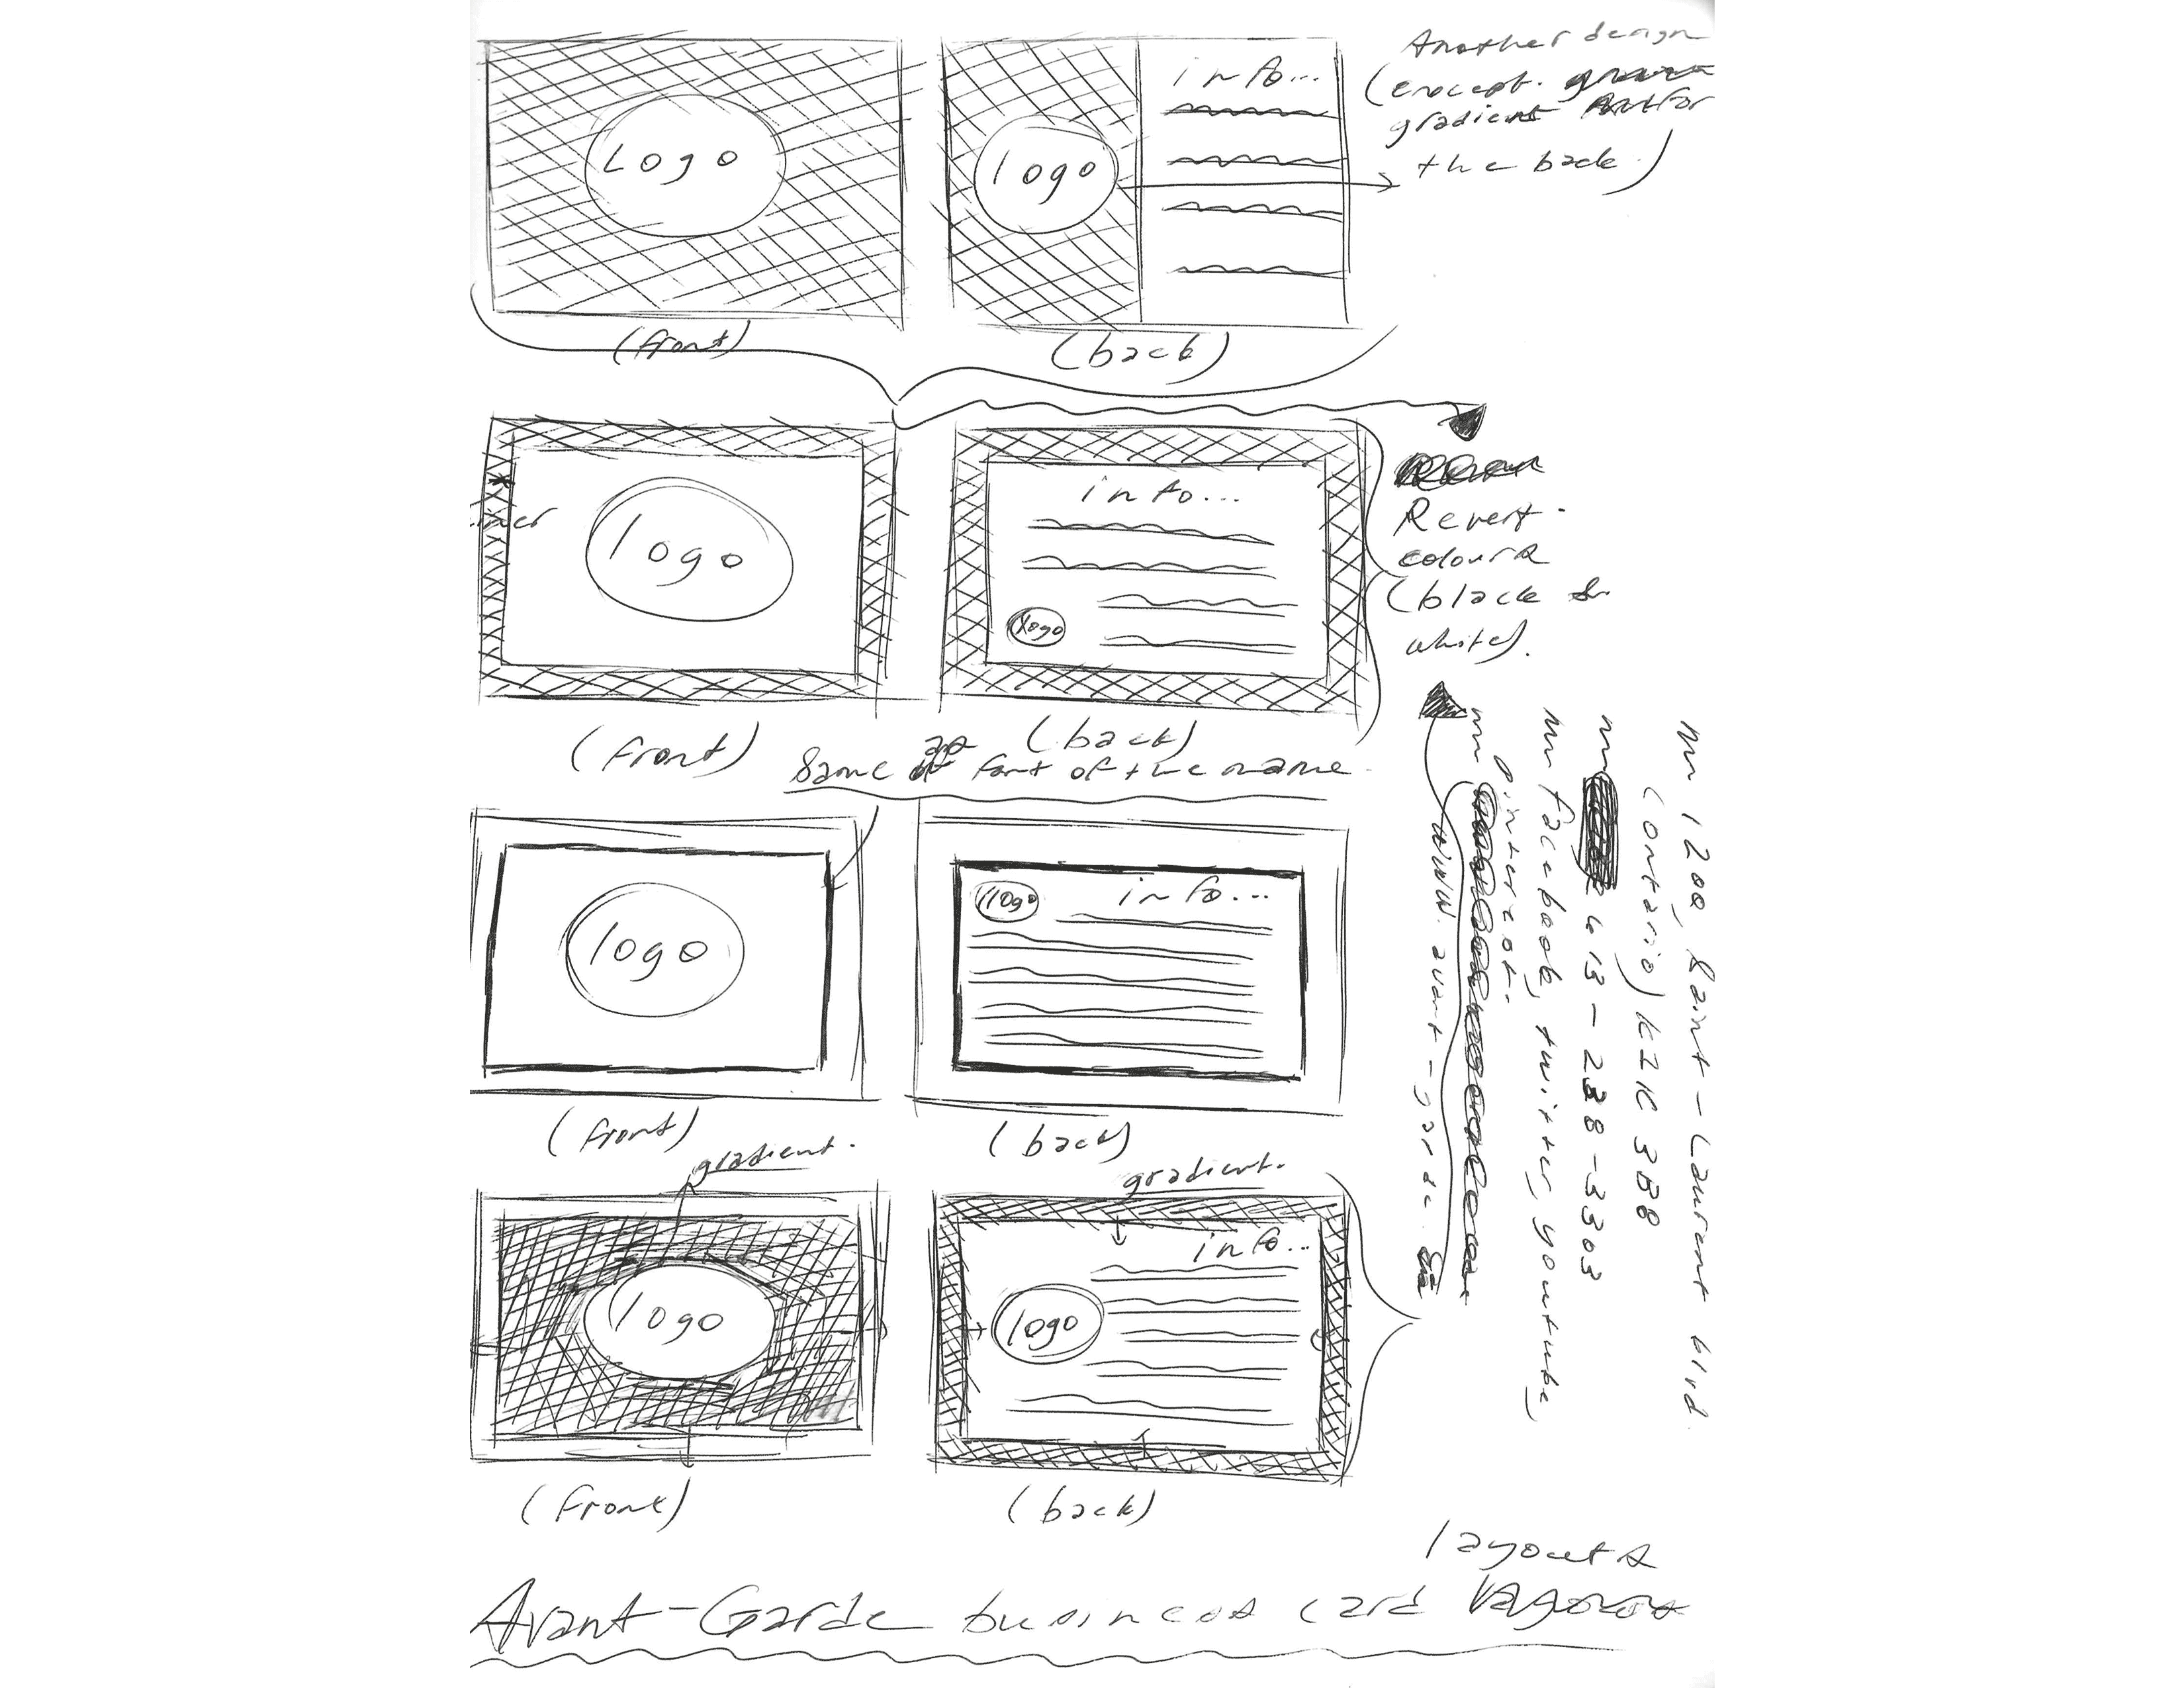 Logo
logo
info...
Another design
(concept.
gradient for
the back.)
(front)
(back)
logo
info...
logo
Revert
colours
(black &
white).
(front)
(back)
same as font of the name.
logo
logo
info...
(front)
(back)
gradient.
gradient.
logo
logo
info...
(front)
(back)
1200, Saint-Laurent blvd.
(ontario) K1K 3B8
613-238-3303
facebook, twitter, youtube,
pinterest.
www.avant-garde.
layouts
Avant-Garde business card